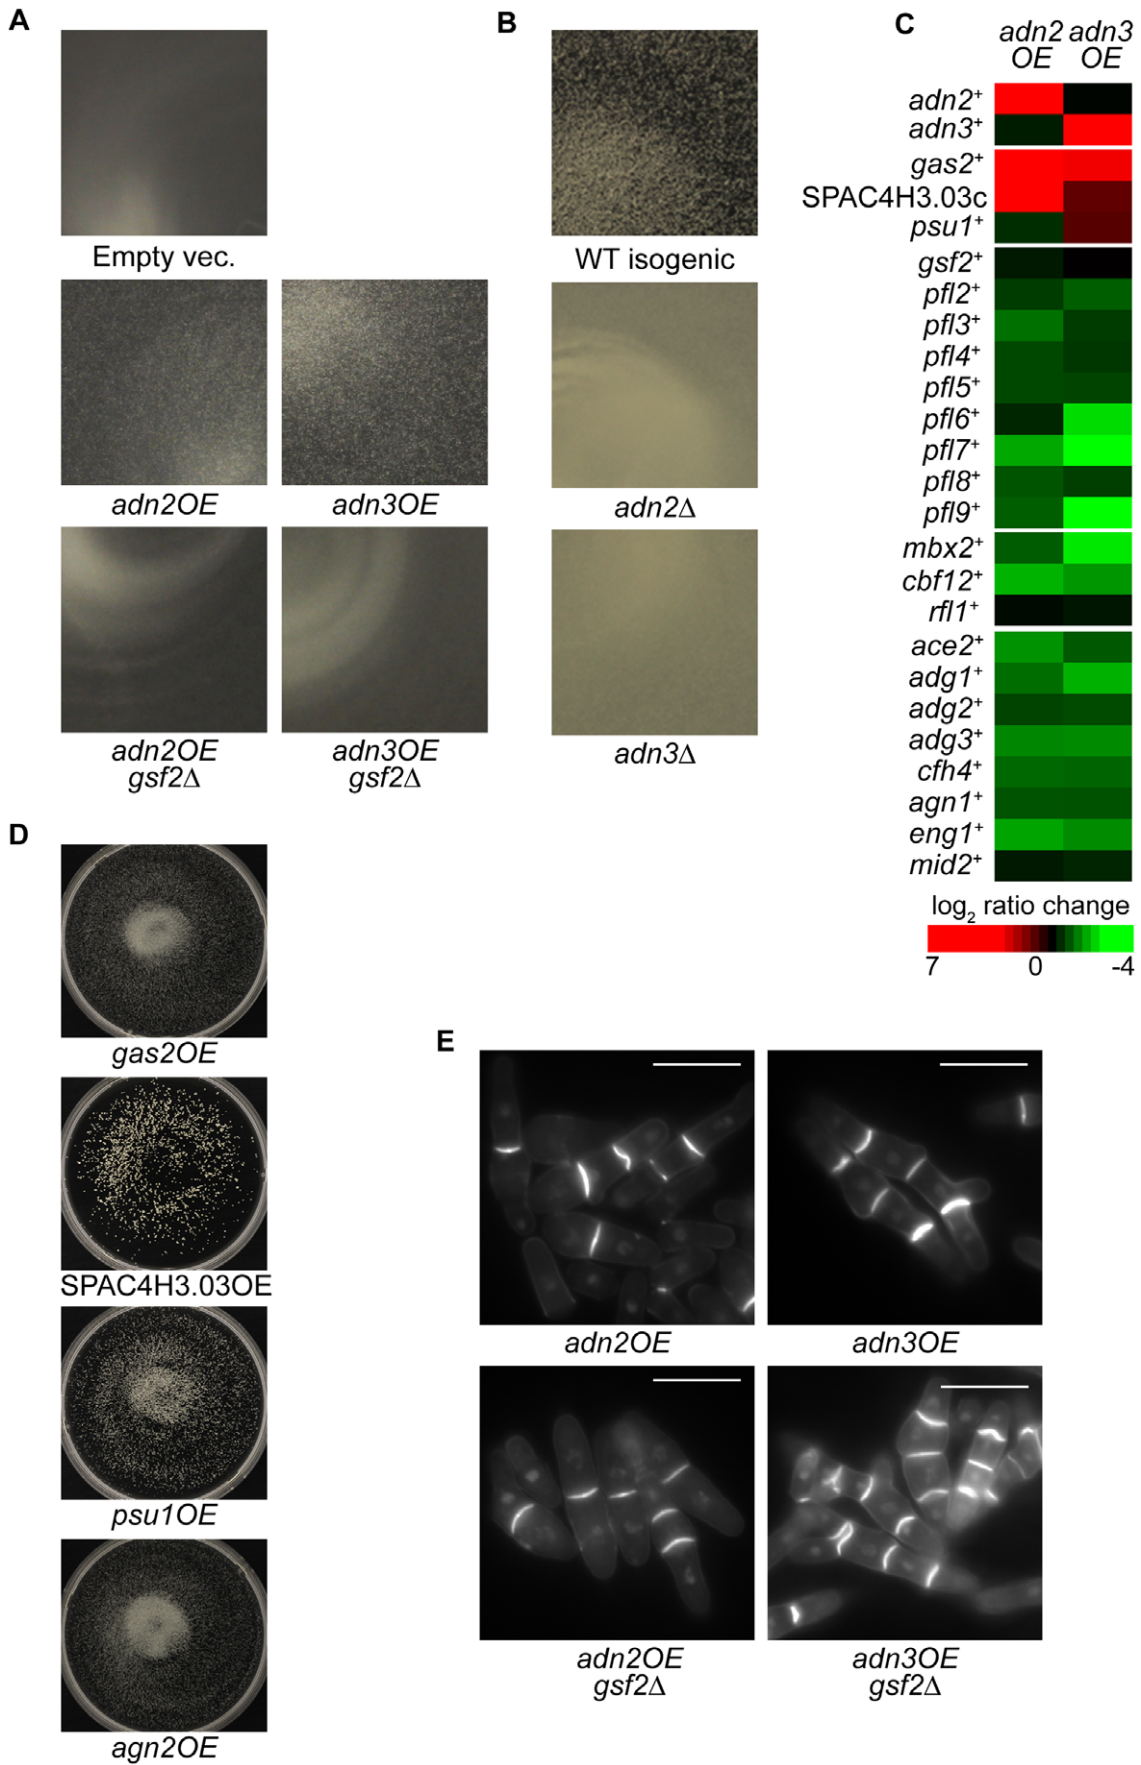 A
Empty vec.
adn2OE
adn3OE
adn2OE
gsf2Δ
adn3OE
gsf2Δ
B
WT isogenic
adn2Δ
adn3Δ
C
adn2 adn3
OE OE
adn2⁺
adn3⁺
gas2⁺
SPAC4H3.03c
psu1⁺
gsf2⁺
pfl2⁺
pfl3⁺
pfl4⁺
pfl5⁺
pfl6⁺
pfl7⁺
pfl8⁺
pfl9⁺
mbx2⁺
cbf12⁺
rfl1⁺
ace2⁺
adg1⁺
adg2⁺
adg3⁺
cfh4⁺
agn1⁺
eng1⁺
mid2⁺
log₂ ratio change
7 0 -4
D
gas2OE
SPAC4H3.03OE
psu1OE
agn2OE
E
adn2OE
adn3OE
adn2OE
gsf2Δ
adn3OE
gsf2Δ